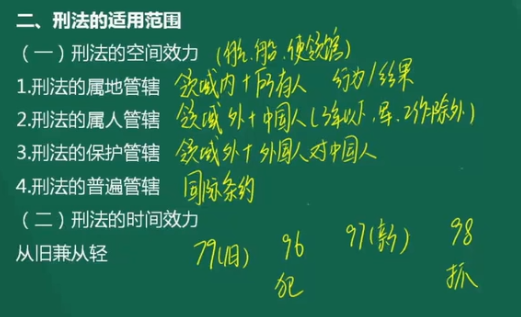 二、刑法的适用范围
（一）刑法的空间效力 (航、船、使领馆)
1.刑法的属地管辖 领域内+所有人 行为/结果
2.刑法的属人管辖 领域外+中国人(3年以下,军、工作除外)
3.刑法的保护管辖 领域外+外国人对中国人
4.刑法的普遍管辖 国际条约
（二）刑法的时间效力
从旧兼从轻 79(旧) 96 97(新) 98
犯 抓